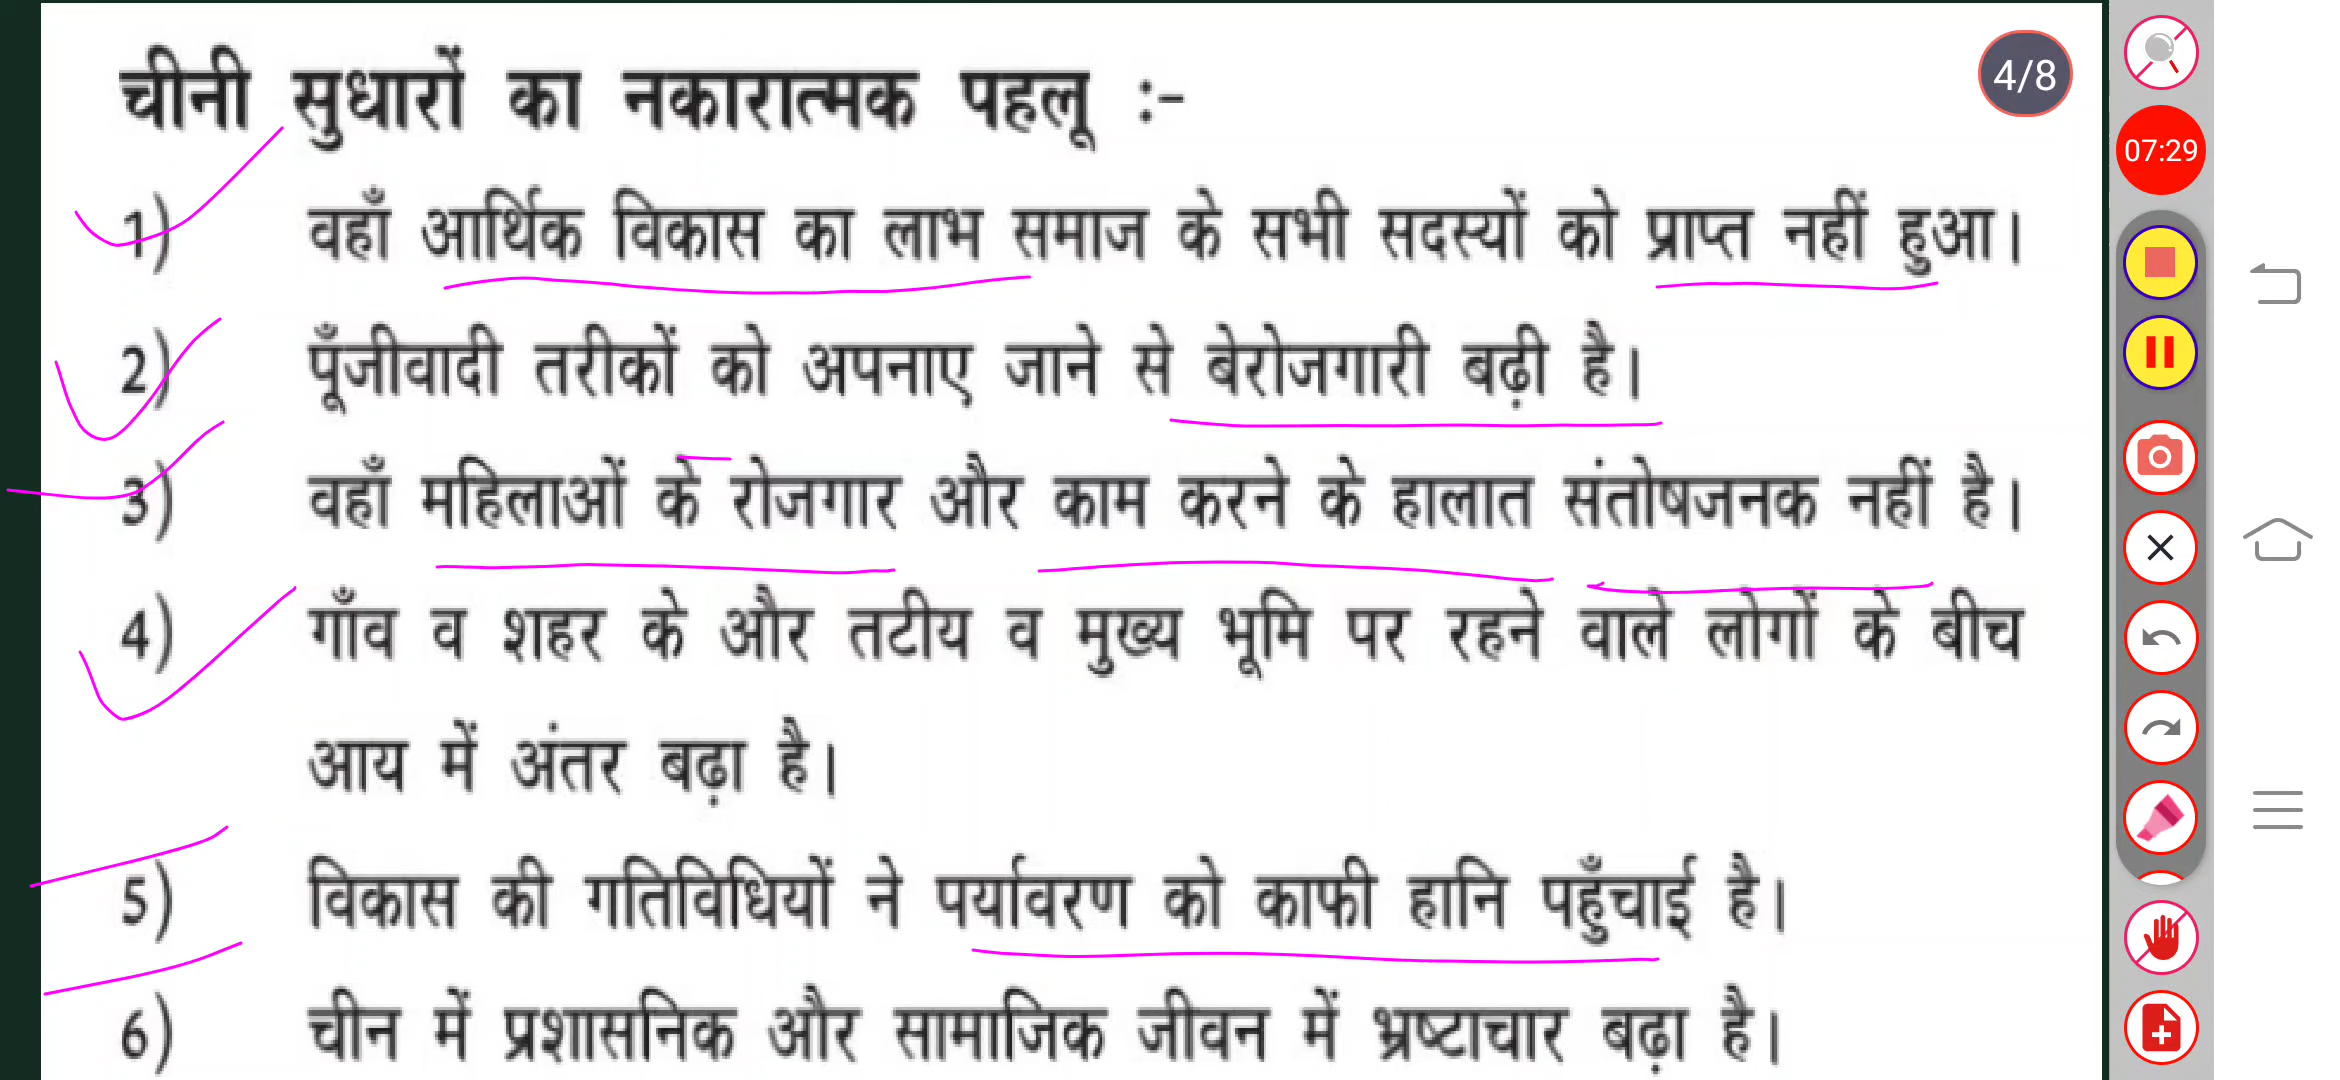 चीनी सुधारों का नकारात्मक पहलू :-
4/8
07:29
1) वहाँ आर्थिक विकास का लाभ समाज के सभी सदस्यों को प्राप्त नहीं हुआ।
2) पूँजीवादी तरीकों को अपनाए जाने से बेरोजगारी बढ़ी है।
3) वहाँ महिलाओं के रोजगार और काम करने के हालात संतोषजनक नहीं है।
4) गाँव व शहर के और तटीय व मुख्य भूमि पर रहने वाले लोगों के बीच
आय में अंतर बढ़ा है।
5) विकास की गतिविधियों ने पर्यावरण को काफी हानि पहुँचाई है।
6) चीन में प्रशासनिक और सामाजिक जीवन में भ्रष्टाचार बढ़ा है।